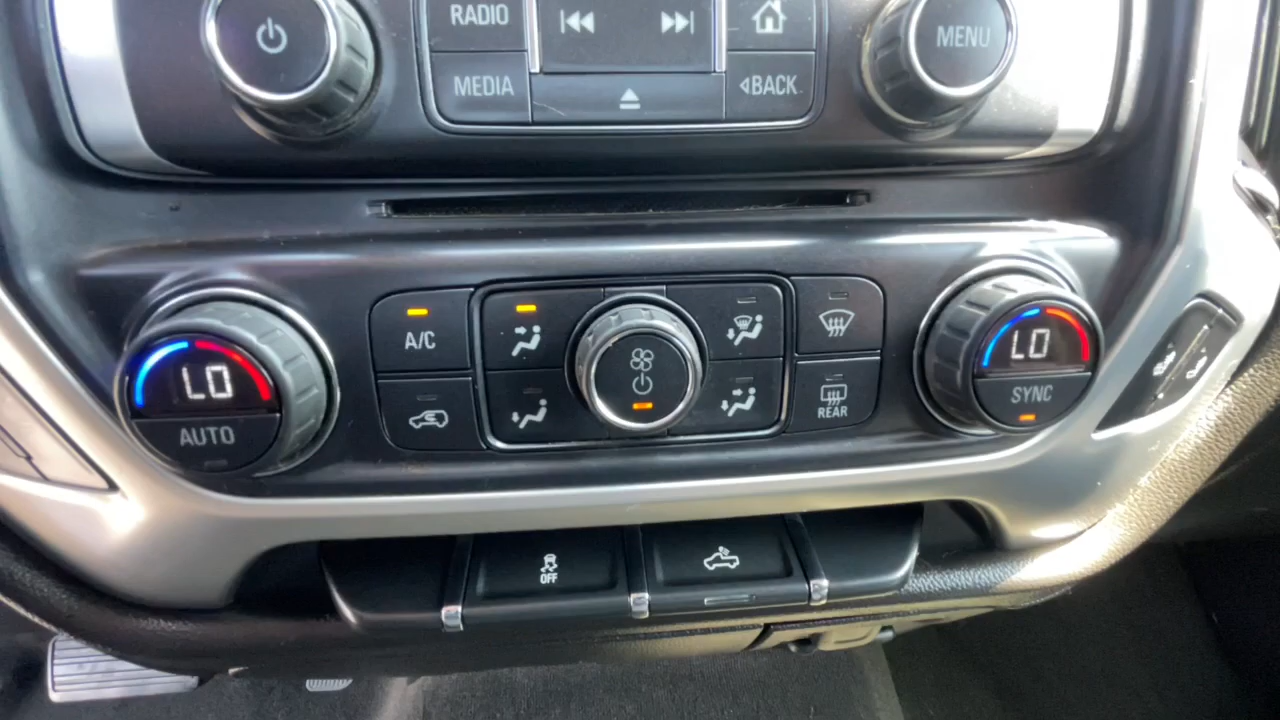 RADIO
MEDIA
BACK
MENU
LO
AUTO
A/C
REAR
LO
SYNC
OFF